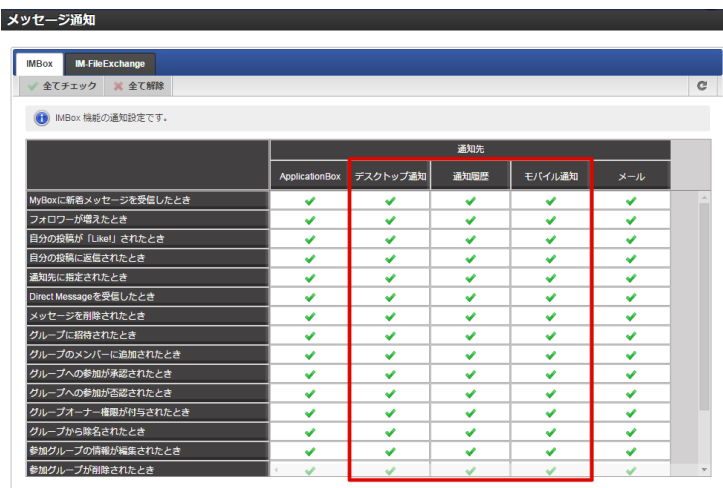 メッセージ通知
IMBox IM-FileExchange
全てチェック 全て解除
IMBox 機能の通知設定です。
通知先
ApplicationBox デスクトップ通知 通知履歴 モバイル通知 メール
MyBoxに新着メッセージを受信したとき
フォロワーが増えたとき
自分の投稿が「Like!」されたとき
自分の投稿に返信されたとき
通知先に指定されたとき
Direct Messageを受信したとき
メッセージを削除されたとき
グループに招待されたとき
グループのメンバーに追加されたとき
グループへの参加が承認されたとき
グループへの参加が否認されたとき
グループオーナー権限が付与されたとき
グループから除名されたとき
参加グループの情報が編集されたとき
参加グループが削除されたとき